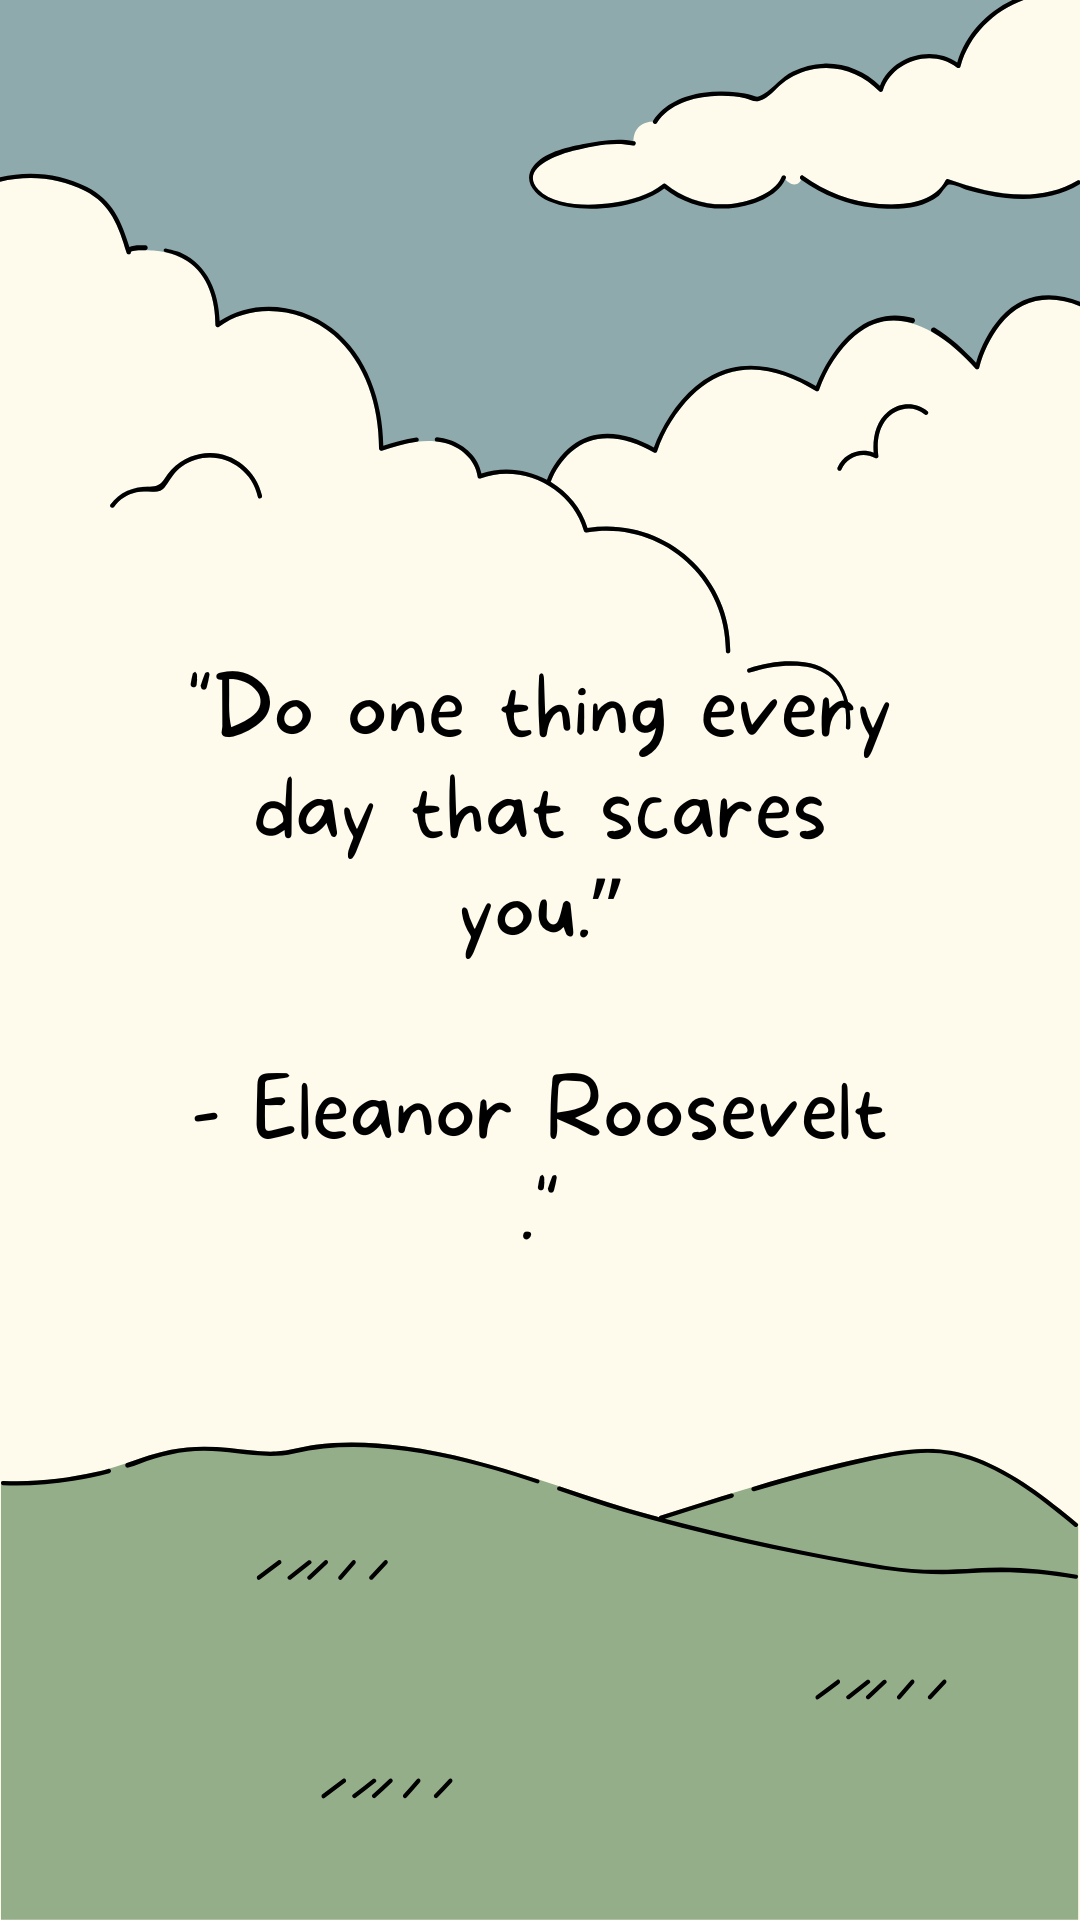 "Do one thing every
day that scares
you.”
- Eleanor Roosevelt
"
.